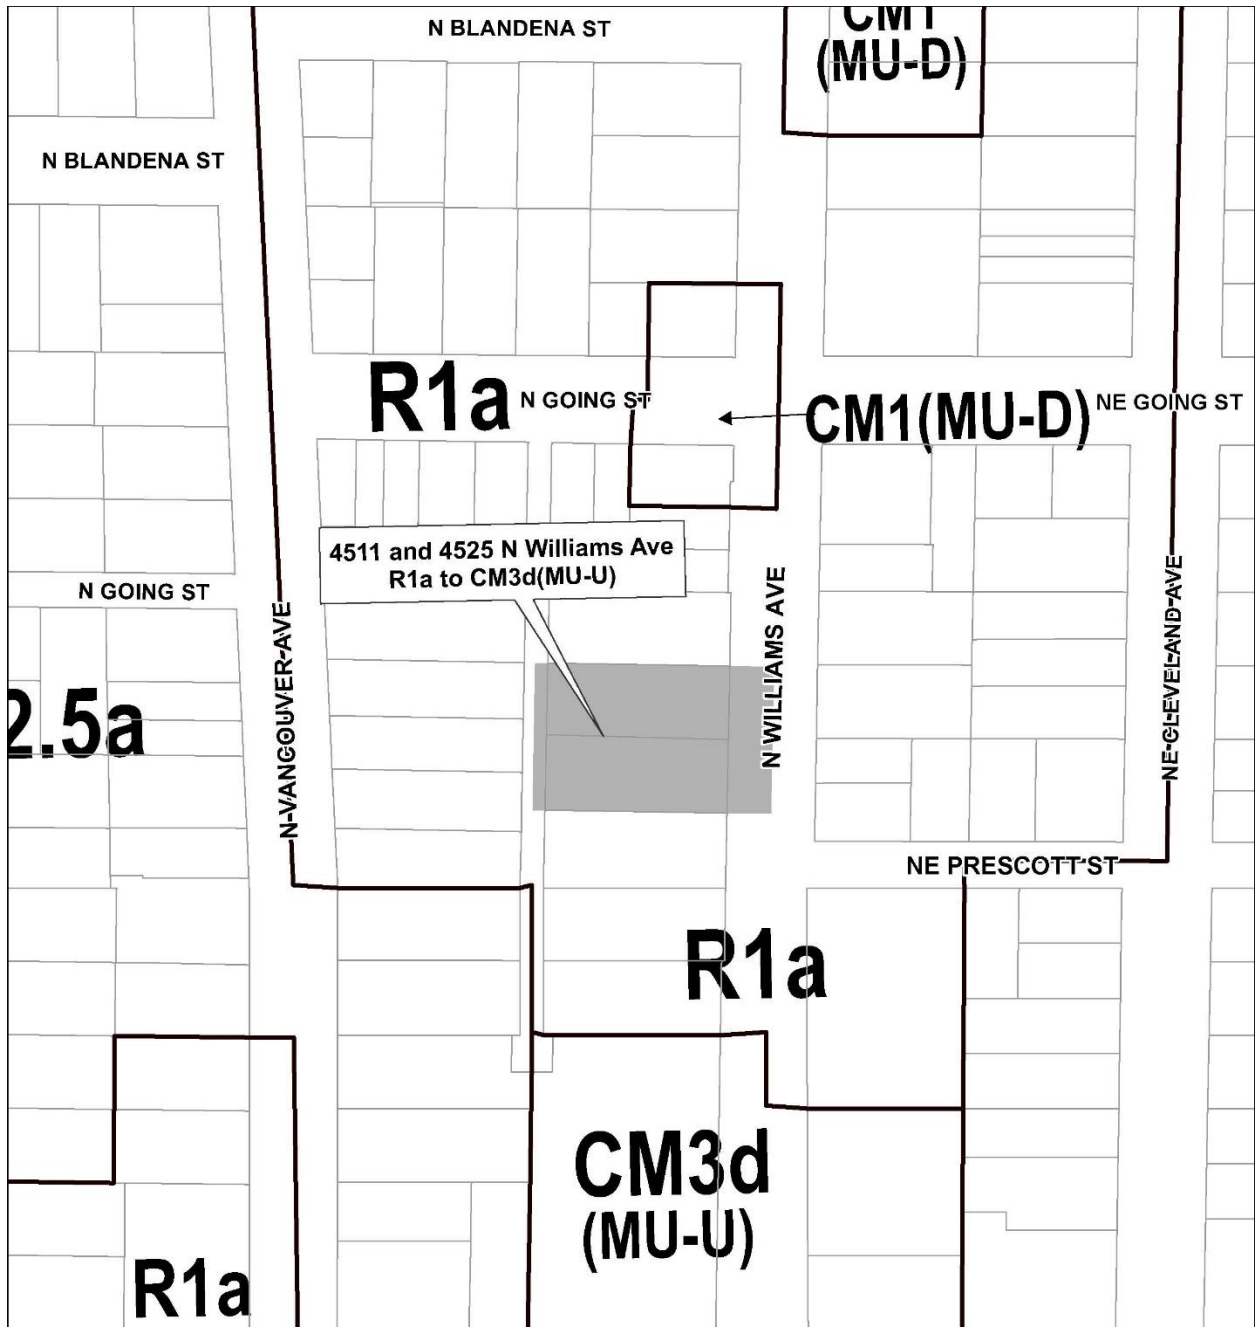 N BLANDENA ST
CM1
(MU-D)
N BLANDENA ST
R1a
N GOING ST
CM1(MU-D)
NE GOING ST
4511 and 4525 N Williams Ave
R1a to CM3d(MU-U)
N GOING ST
N VANCOUVER AVE
N WILLIAMS AVE
NE CLEVELAND AVE
2.5a
NE PRESCOTT ST
R1a
CM3d
(MU-U)
R1a